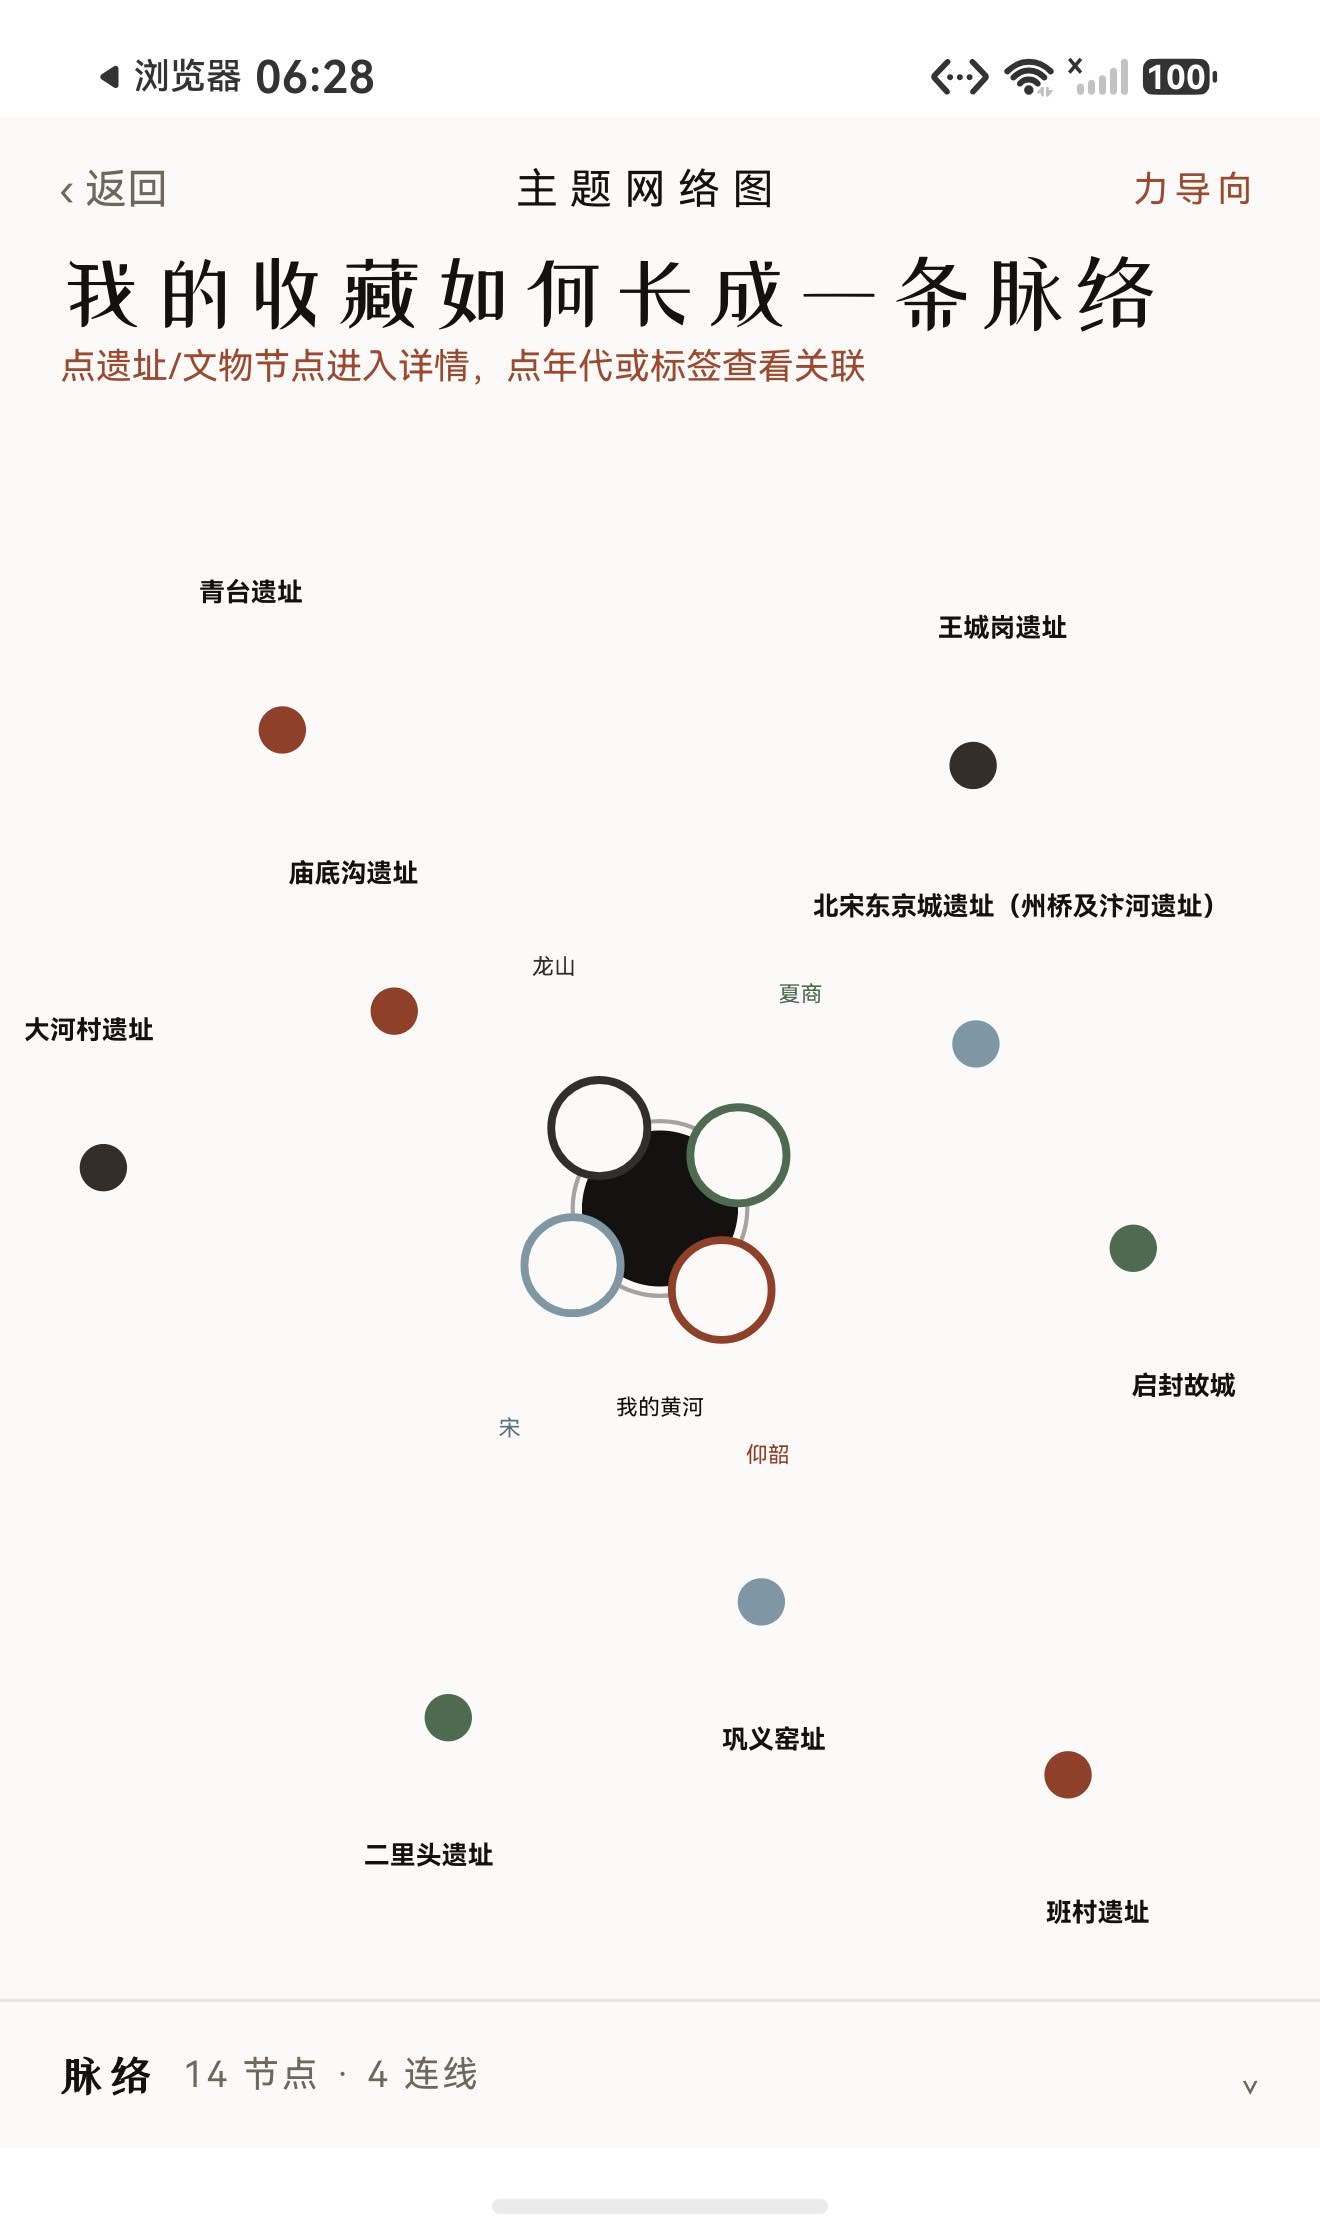 浏览器 06:28
100
‹ 返回
主题网络图
力导向
我的收藏如何长成一条脉络
点遗址/文物节点进入详情，点年代或标签查看关联
青台遗址
王城岗遗址
庙底沟遗址
北宋东京城遗址（州桥及汴河遗址）
龙山
夏商
大河村遗址
启封故城
我的黄河
宋
仰韶
巩义窑址
二里头遗址
班村遗址
脉络 14 节点 · 4 连线